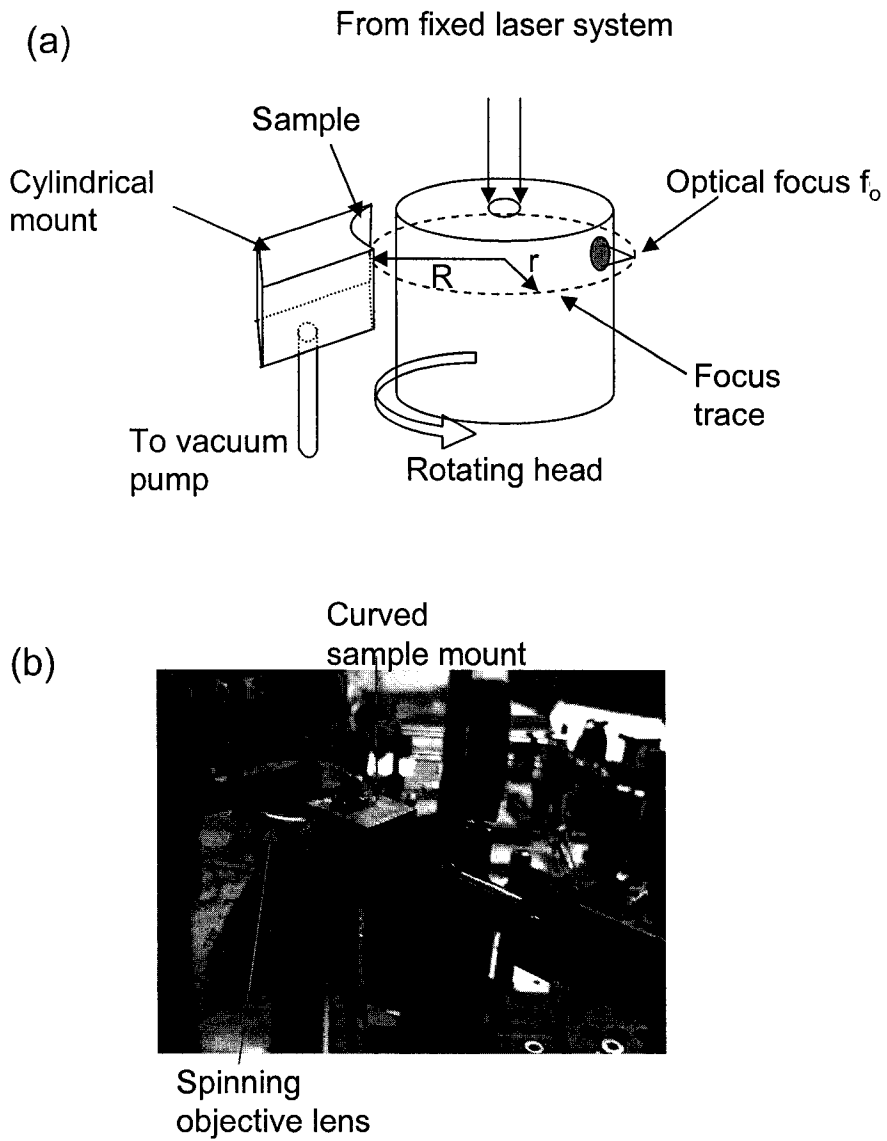 (a)
From fixed laser system
Sample
Cylindrical
mount
Optical focus fo
R
r
Focus
trace
To vacuum
pump
Rotating head
(b)
Curved
sample mount
Spinning
objective lens